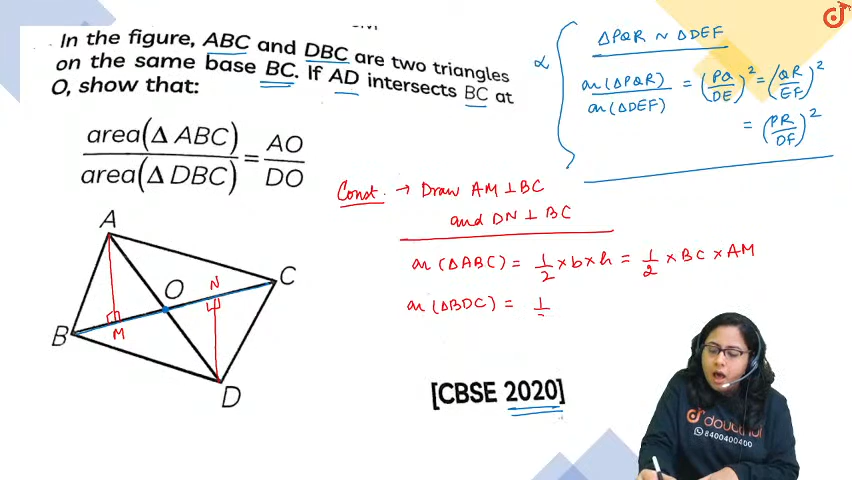 In the figure, ABC and DBC are two triangles
on the same base BC. If AD intersects BC at
O, show that:
area(Δ ABC) / area(Δ DBC) = AO / DO
A
B
C
D
O
M
N
ΔPQR ~ ΔDEF
ar(ΔPQR) / ar(ΔDEF) = (PQ/DE)² = (QR/EF)²
= (PR/DF)²
Const. → Draw AM ⊥ BC
and DN ⊥ BC
ar(ΔABC) = 1/2 × b × h = 1/2 × BC × AM
ar(ΔBDC) = 1
[CBSE 2020]
doubtnut
8400400400